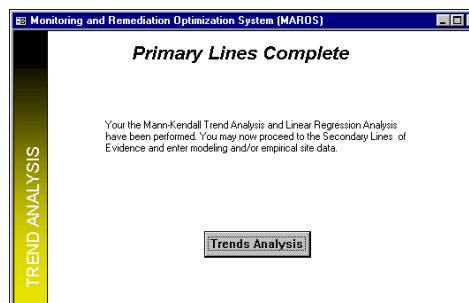 Monitoring and Remediation Optimization System (MAROS)
Primary Lines Complete
Your the Mann-Kendall Trend Analysis and Linear Regression Analysis
have been performed. You may now proceed to the Secondary Lines of
Evidence and enter modeling and/or empirical site data.
TREND ANALYSIS
Trends Analysis